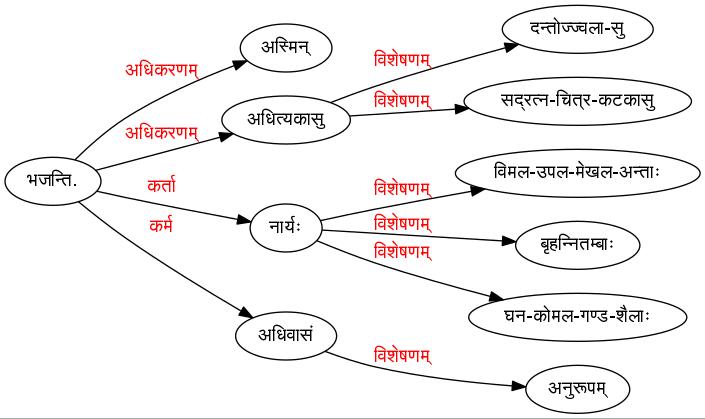 दन्तोज्ज्वला-सु
अस्मिन्
विशेषणम्
अधिकरणम्
सद्रत्न-चित्र-कटकासु
विशेषणम्
अधित्यकासु
अधिकरणम्
विमल-उपल-मेखल-अन्ताः
भजन्ति.
कर्ता
विशेषणम्
नार्यः
विशेषणम्
बृहन्नितम्बाः
कर्म
विशेषणम्
घन-कोमल-गण्ड-शैलाः
अधिवासं
विशेषणम्
अनुरूपम्